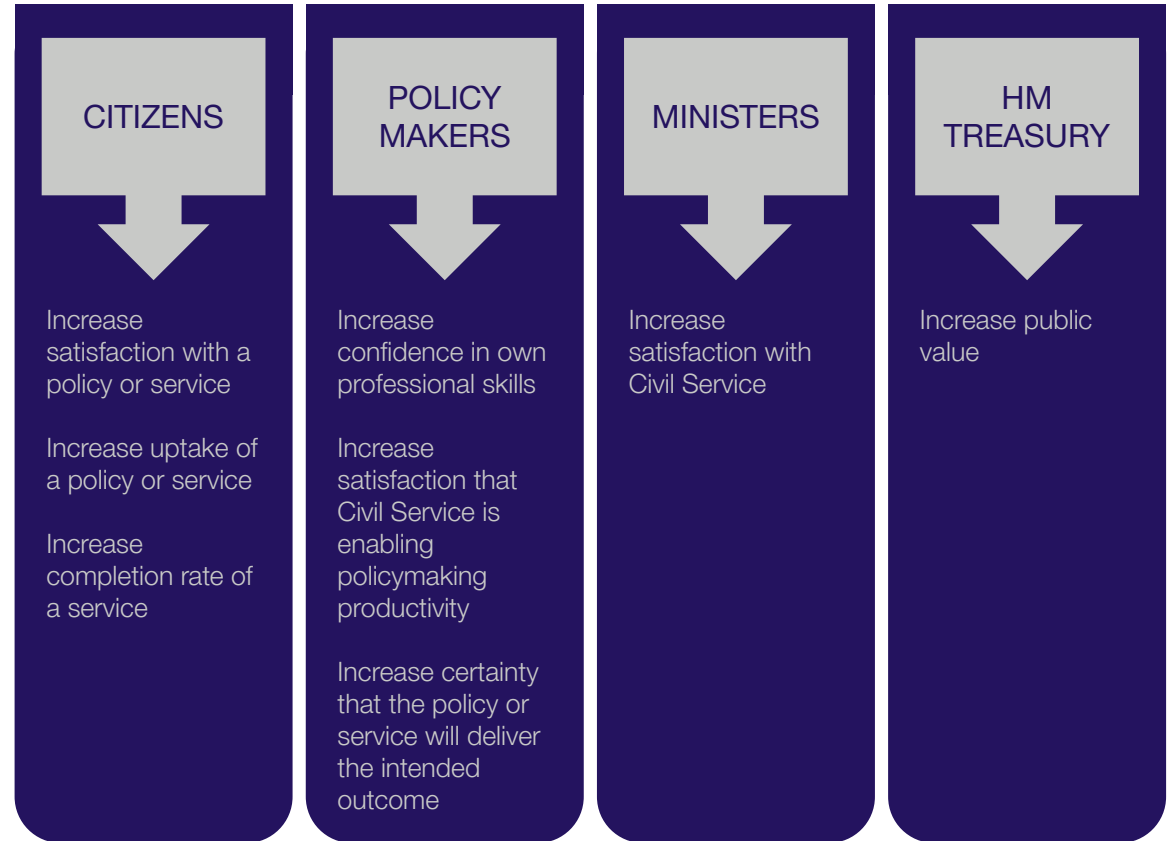 CITIZENS
Increase
satisfaction with a
policy or service
Increase uptake of
a policy or service
Increase
completion rate of
a service
POLICY
MAKERS
Increase
confidence in own
professional skills
Increase
satisfaction that
Civil Service is
enabling
policymaking
productivity
Increase certainty
that the policy or
service will deliver
the intended
outcome
MINISTERS
Increase
satisfaction with
Civil Service
HM
TREASURY
Increase public
value